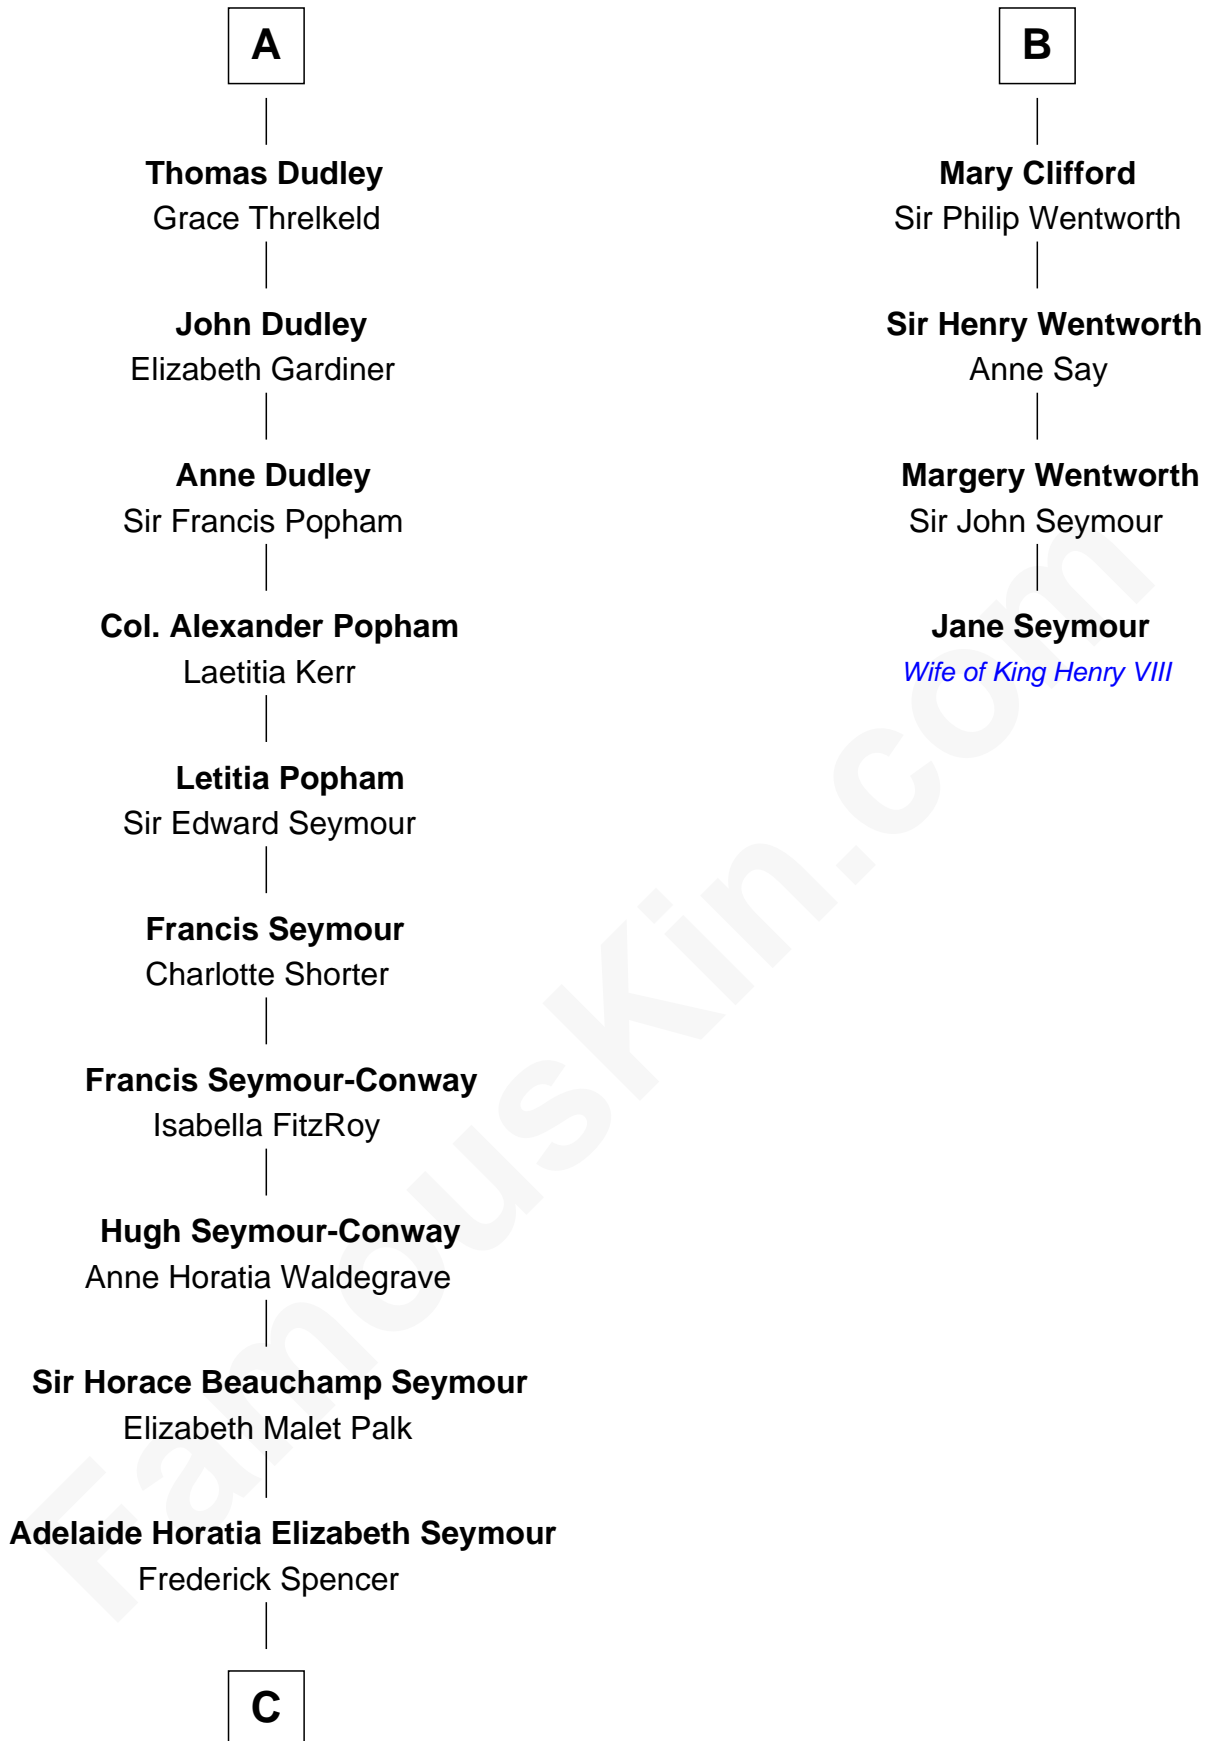 A
Thomas Dudley
Grace Threlkeld
John Dudley
Elizabeth Gardiner
Anne Dudley
Sir Francis Popham
Col. Alexander Popham
Laetitia Kerr
Letitia Popham
Sir Edward Seymour
Francis Seymour
Charlotte Shorter
Francis Seymour-Conway
Isabella FitzRoy
Hugh Seymour-Conway
Anne Horatia Waldegrave
Sir Horace Beauchamp Seymour
Elizabeth Malet Palk
Adelaide Horatia Elizabeth Seymour
Frederick Spencer
C
B
Mary Clifford
Sir Philip Wentworth
Sir Henry Wentworth
Anne Say
Margery Wentworth
Sir John Seymour
Jane Seymour
Wife of King Henry VIII
FamousKin.com